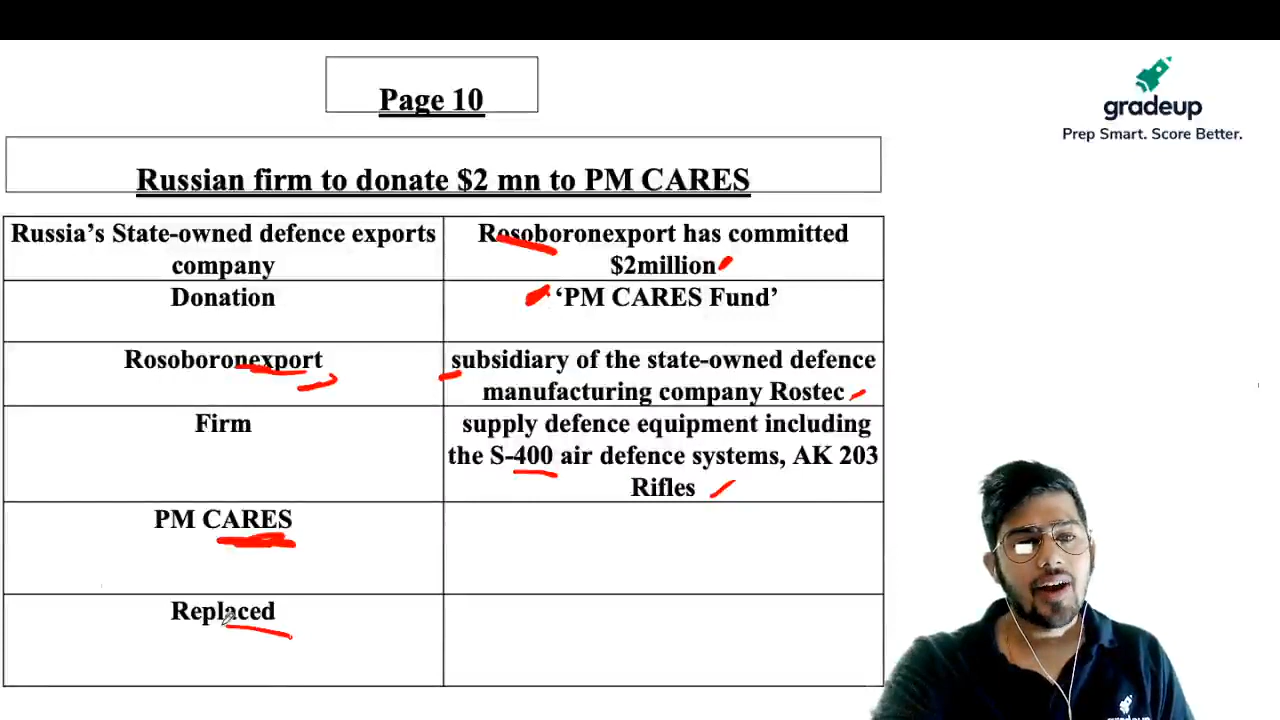 Page 10
gradeup
Prep Smart. Score Better.
Russian firm to donate $2 mn to PM CARES
Russia’s State-owned defence exports
company
Rosoboronexport has committed
$2million
Donation
‘PM CARES Fund’
Rosoboronexport
subsidiary of the state-owned defence
manufacturing company Rostec
Firm
supply defence equipment including
the S-400 air defence systems, AK 203
Rifles
PM CARES
Replaced